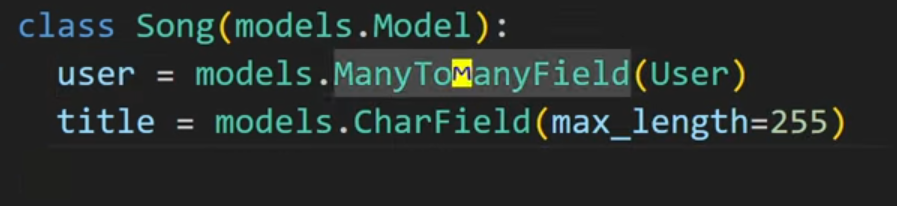 class Song(models.Model):
user = models.ManyToManyField(User)
title = models.CharField(max_length=255)